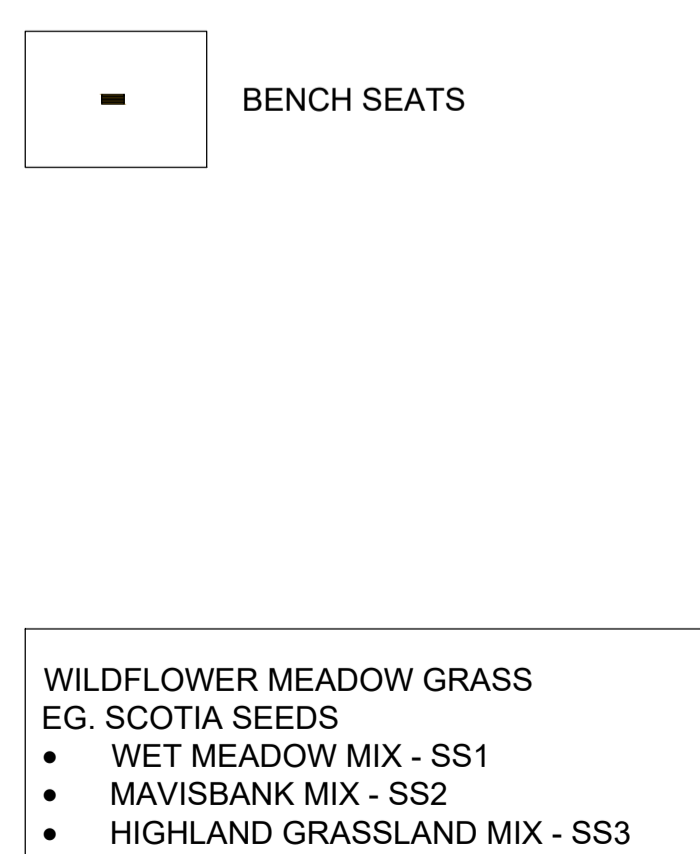 BENCH SEATS
WILDFLOWER MEADOW GRASS
EG. SCOTIA SEEDS
• WET MEADOW MIX - SS1
• MAVISBANK MIX - SS2
• HIGHLAND GRASSLAND MIX - SS3